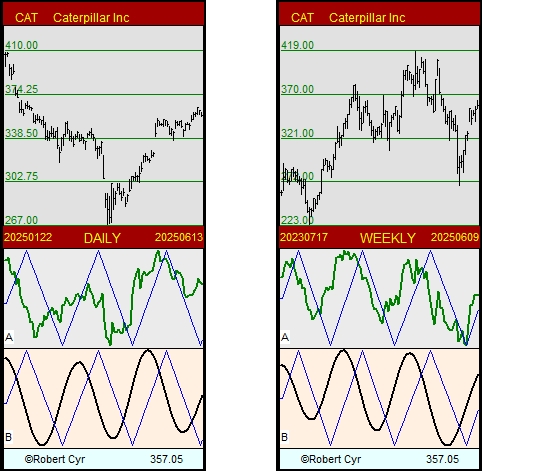 CAT Caterpillar Inc
410.00
374.25
338.50
302.75
267.00
20250122 DAILY 20250613
A
B
©Robert Cyr 357.05
CAT Caterpillar Inc
419.00
370.00
321.00
223.00
20230717 WEEKLY 20250609
A
B
©Robert Cyr 357.05